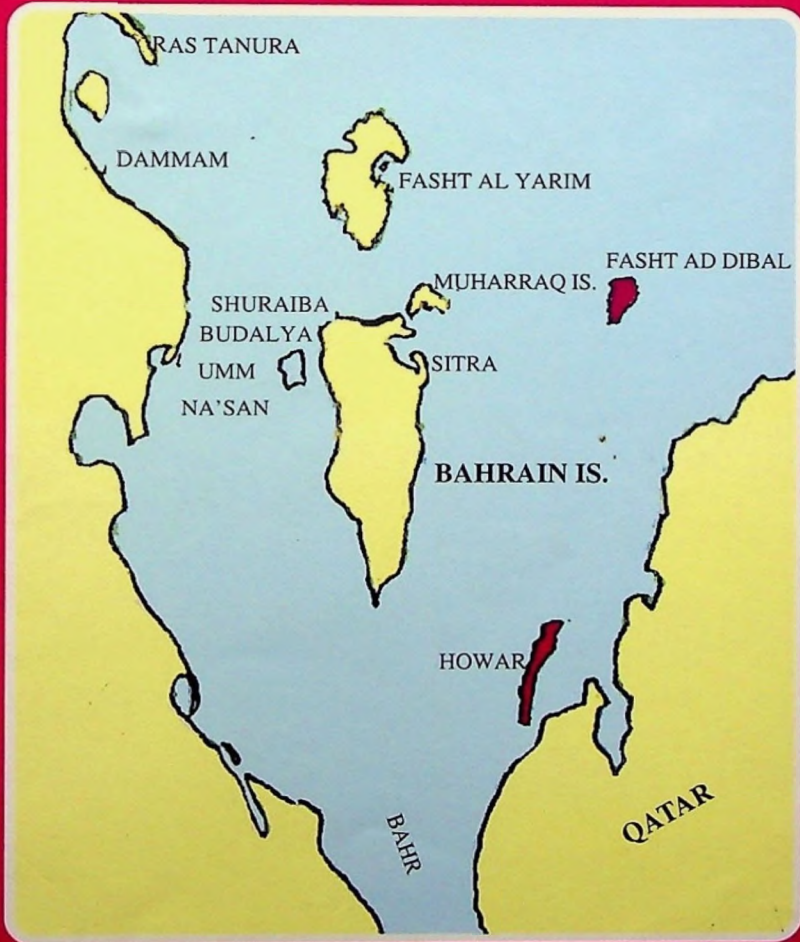 RAS TANURA
DAMMAM
FASHT AL YARIM
FASHT AD DIBAL
MUHARRAQ IS.
SHURAIBA
BUDALYA
SITRA
UMM
NA'SAN
BAHRAIN IS.
HOWAR
QATAR
BAHR